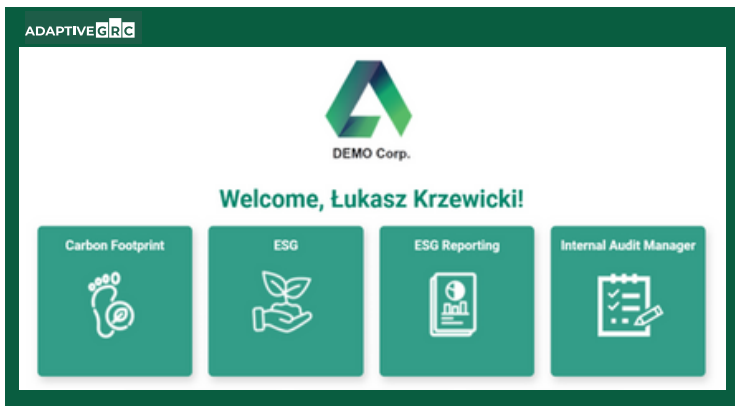 ADAPTIVEGRC
DEMO Corp.
Welcome, Łukasz Krzewicki!
Carbon Footprint
ESG
ESG Reporting
Internal Audit Manager